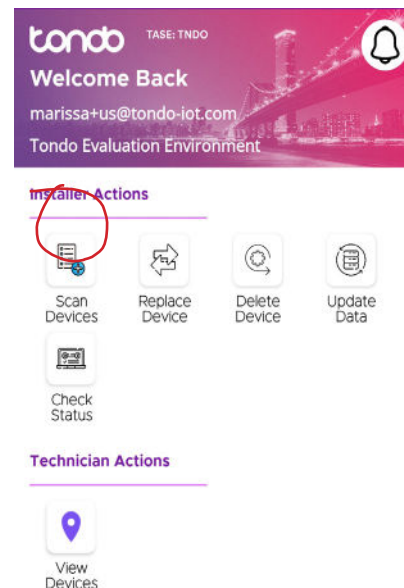 tondo TASE: TNDO
Welcome Back
marissa+us@tondo-iot.com
Tondo Evaluation Environment
Installer Actions
Scan Devices
Replace Device
Delete Device
Update Data
Check Status
Technician Actions
View Devices